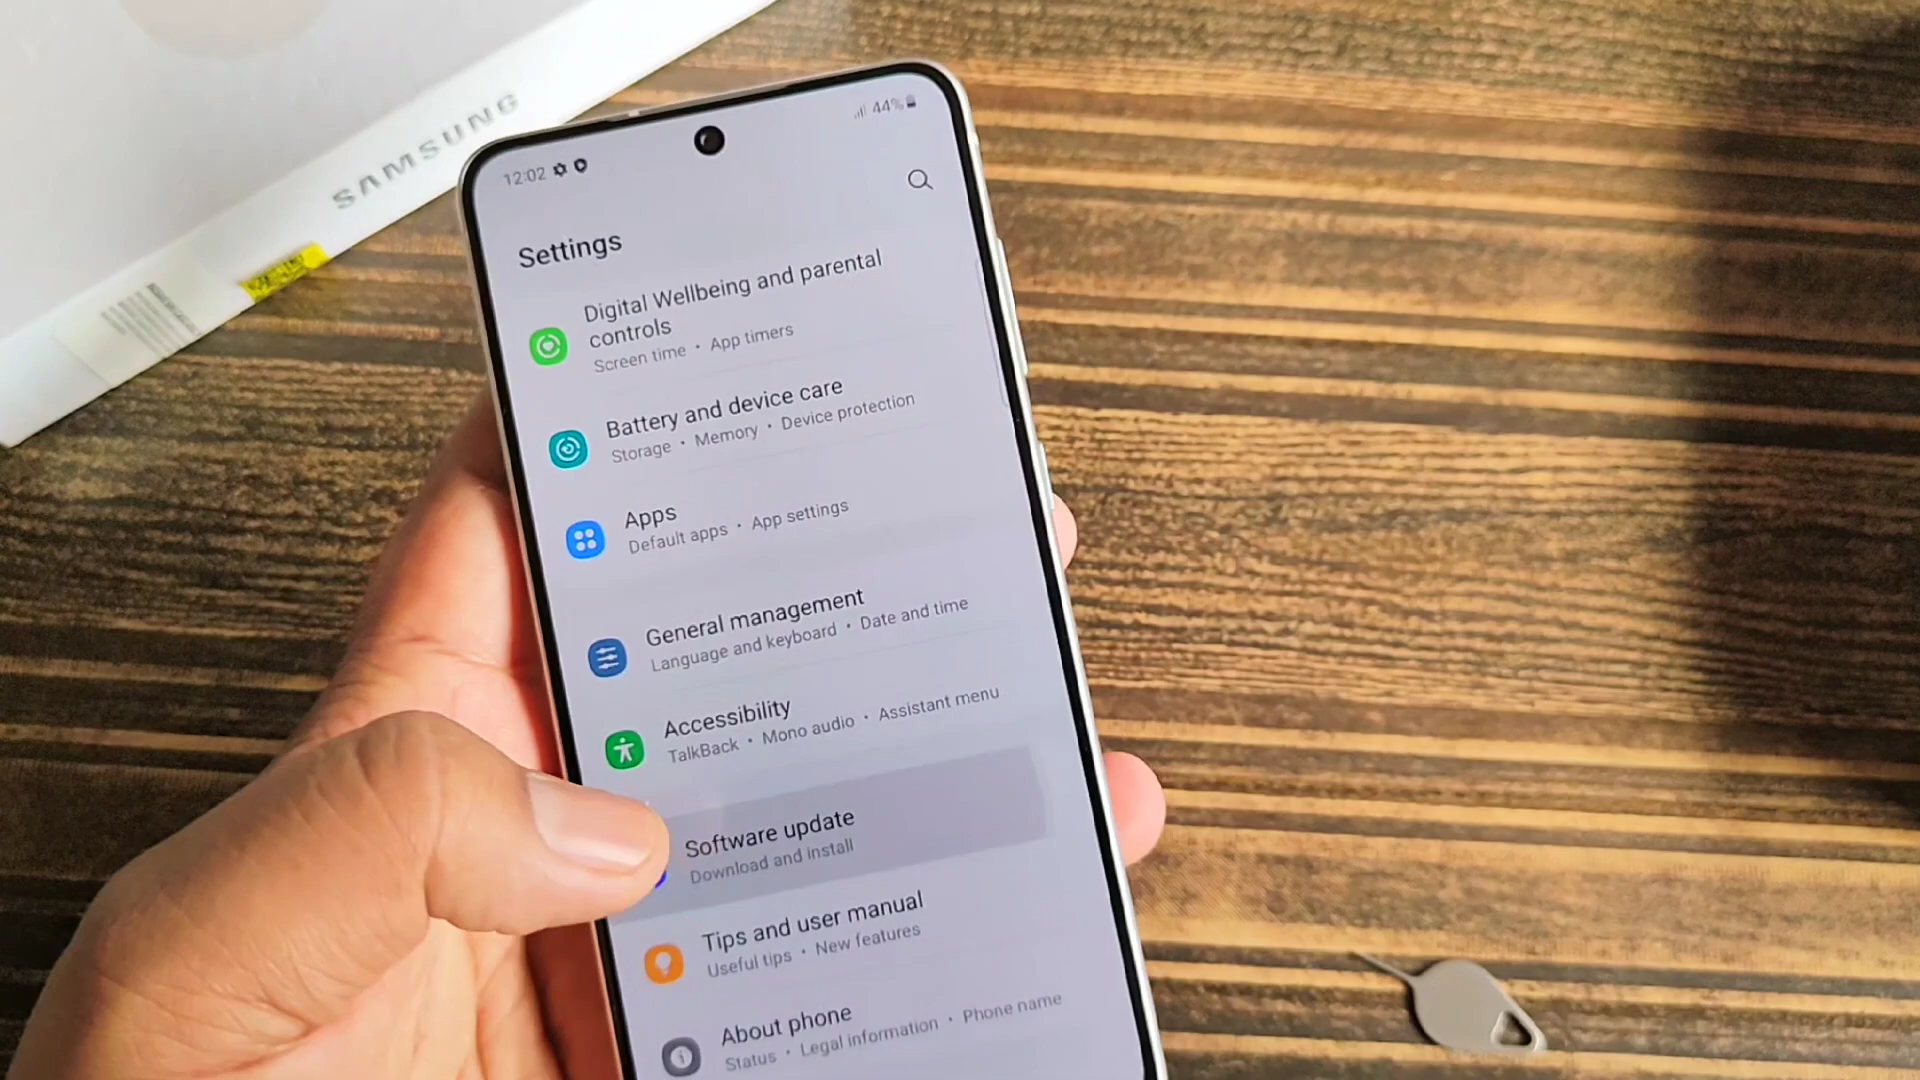 SAMSUNG
12:02
44%
Settings
Digital Wellbeing and parental
controls
Screen time • App timers
Battery and device care
Storage • Memory • Device protection
Apps
Default apps • App settings
General management
Language and keyboard • Date and time
Accessibility
TalkBack • Mono audio • Assistant menu
Software update
Download and install
Tips and user manual
Useful tips • New features
About phone
Status • Legal information • Phone name